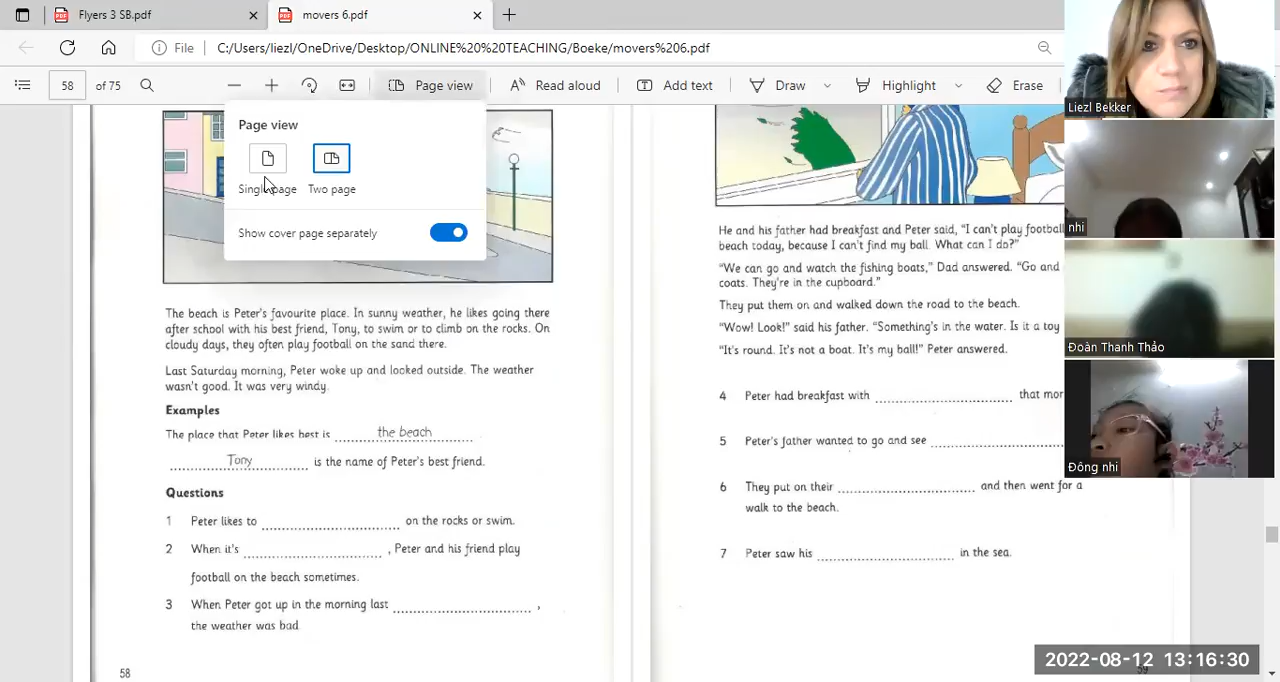 Flyers 3 SB.pdf
movers 6.pdf
File
C:/Users/liezl/OneDrive/Desktop/ONLINE%20%20TEACHING/Boeke/movers%206.pdf
58 of 75
Page view
Read aloud
Add text
Draw
Highlight
Erase
Page view
Single page
Two page
Show cover page separately
The beach is Peter's favourite place. In sunny weather, he likes going there
after school with his best friend, Tony, to swim or to climb on the rocks. On
cloudy days, they often play football on the sand there.
Last Saturday morning, Peter woke up and looked outside. The weather
wasn't good. It was very windy.
Examples
The place that Peter likes best is the beach
Tony is the name of Peter's best friend.
Questions
1 Peter likes to on the rocks or swim.
2 When it's , Peter and his friend play
football on the beach sometimes.
3 When Peter got up in the morning last ,
the weather was bad.
58
He and his father had breakfast and Peter said, "I can't play football
beach today, because I can't find my ball. What can I do?"
"We can go and watch the fishing boats," Dad answered. "Go and
coats. They're in the cupboard."
They put them on and walked down the road to the beach.
"Wow! Look!" said his father. "Something's in the water. Is it a toy
"It's round. It's not a boat. It's my ball!" Peter answered.
4 Peter had breakfast with that mor
5 Peter's father wanted to go and see
6 They put on their and then went for a
walk to the beach.
7 Peter saw his in the sea.
Liezl Bekker
nhi
Đoàn Thanh Thảo
Đông nhi
2022-08-12 13:16:30